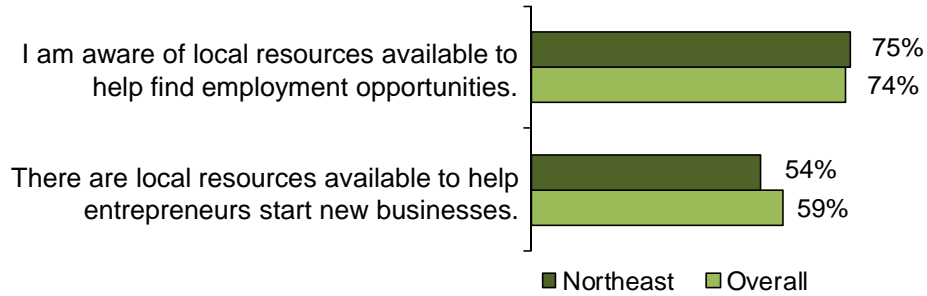 I am aware of local resources available to
help find employment opportunities.
75%
74%
There are local resources available to help
entrepreneurs start new businesses.
54%
59%
Northeast
Overall